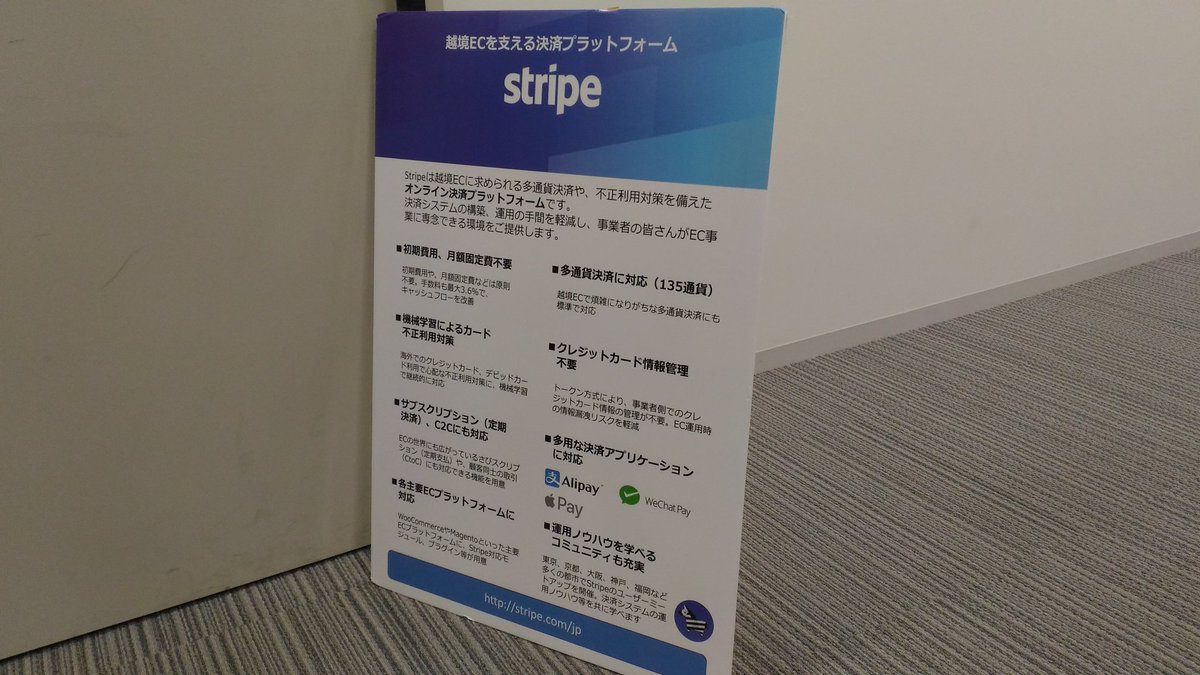 越境ECを支える決済プラットフォーム
stripe
Stripeは越境ECに求められる多通貨決済や、不正利用対策を備えた
オンライン決済プラットフォームです。
決済システムの構築、運用の手間を軽減し、事業者の皆さんがEC事
業に専念できる環境をご提供します。
■初期費用、月額固定費不要
初期費用や、月額固定費などは原則
不要。手数料も最大3.6%で、
キャッシュフローを改善
■機械学習によるカード
不正利用対策
海外でのクレジットカード、デビッドカー
ド利用で心配な不正利用対策に、機械学習
で継続的に対応
■サブスクリプション（定期
決済）、C2Cにも対応
ECの世界にも広がっているさびスクリプ
ション（定期支払）や、顧客同士の取引
（CtoC）にも対応できる機能を用意
■各主要ECプラットフォームに
対応
WooCommerceやMagentoといった主要
ECプラットフォームに、Stripe対応モ
ジュール、プラグイン等が用意
■多通貨決済に対応（135通貨）
越境ECで煩雑になりがちな多通貨決済にも
標準で対応
■クレジットカード情報管理
不要
トークン方式により、事業者側でのクレ
ジットカード情報の管理が不要。EC運用時
の情報漏洩リスクを軽減
■多用な決済アプリケーション
に対応
支 Alipay™
WeChat Pay
Pay
■運用ノウハウを学べる
コミュニティも充実
東京、京都、大阪、神戸、福岡など
多くの都市でStripeのユーザーミー
トアップを開催。決済システムの運
用ノウハウ等を共に学べます
http://stripe.com/jp